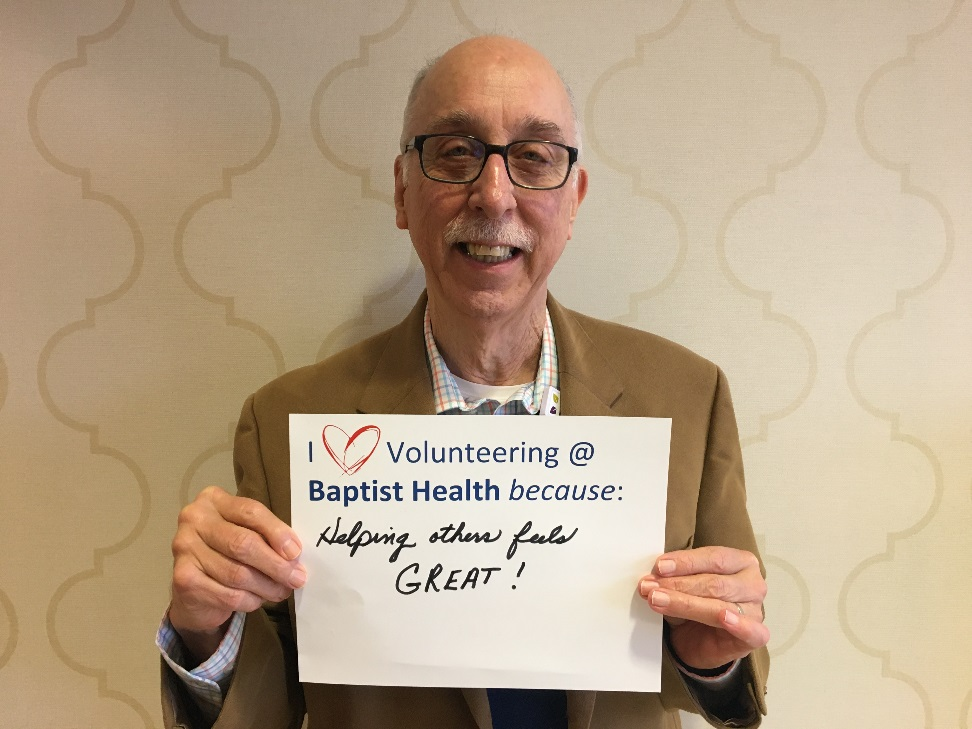 I Volunteering @
Baptist Health because:
Helping others feels
GREAT!